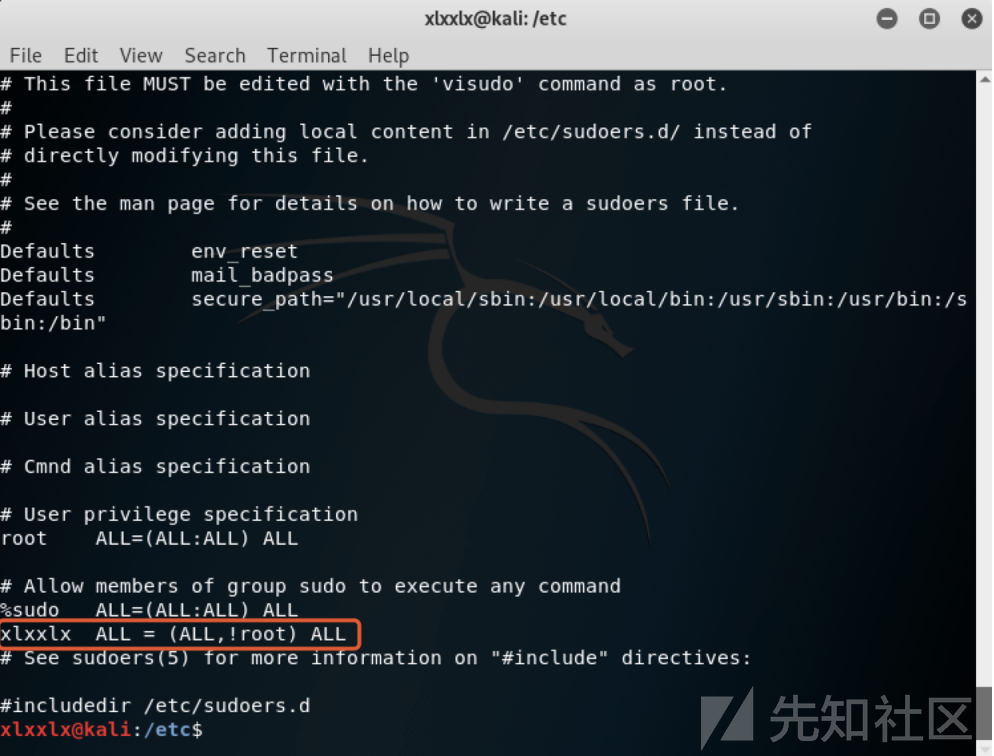 xlxxlx@kali: /etc
File Edit View Search Terminal Help
# This file MUST be edited with the 'visudo' command as root.
#
# Please consider adding local content in /etc/sudoers.d/ instead of
# directly modifying this file.
#
# See the man page for details on how to write a sudoers file.
#
Defaults        env_reset
Defaults        mail_badpass
Defaults        secure_path="/usr/local/sbin:/usr/local/bin:/usr/sbin:/usr/bin:/s
bin:/bin"
# Host alias specification
# User alias specification
# Cmnd alias specification
# User privilege specification
root    ALL=(ALL:ALL) ALL
# Allow members of group sudo to execute any command
%sudo   ALL=(ALL:ALL) ALL
xlxxlx  ALL = (ALL,!root) ALL
# See sudoers(5) for more information on "#include" directives:
#includedir /etc/sudoers.d
xlxxlx@kali:/etc$
先知社区